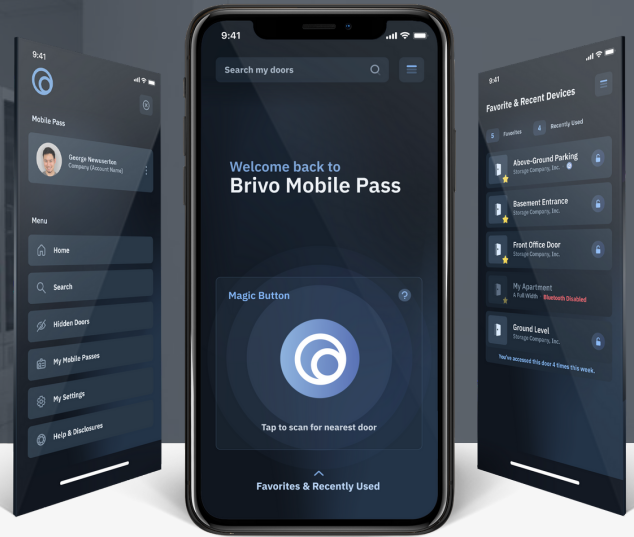 9:41
Mobile Pass
George Newuserton
Company (Account Name)
Menu
Home
Search
Hidden Doors
My Mobile Passes
My Settings
Help & Disclosures
9:41
Search my doors
Welcome back to
Brivo Mobile Pass
Magic Button
?
Tap to scan for nearest door
Favorites & Recently Used
9:41
Favorite & Recent Devices
5 Favorites 4 Recently Used
Above-Ground Parking
Storage Company, Inc.
Basement Entrance
Storage Company, Inc.
Front Office Door
Storage Company, Inc.
My Apartment
A Full Width · Bluetooth Disabled
Ground Level
Storage Company, Inc.
You've accessed this door 4 times this week.